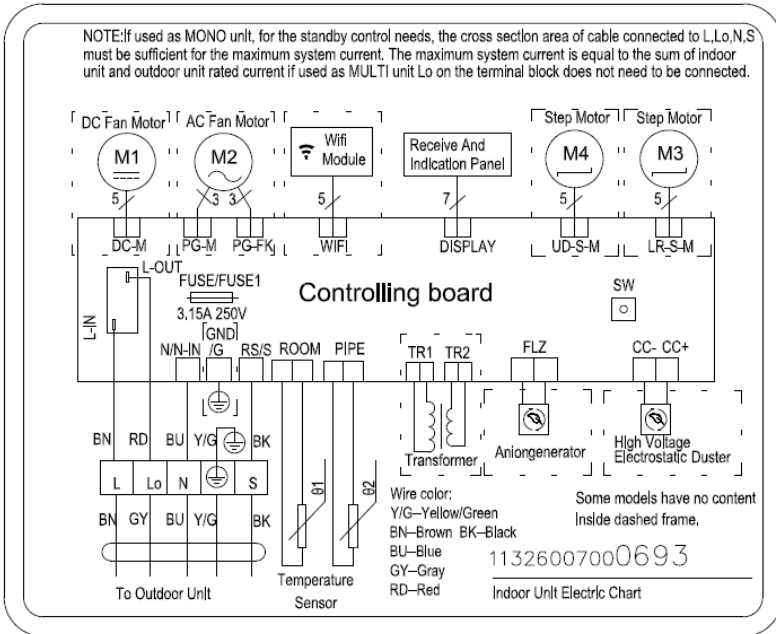 NOTE:If used as MONO unit, for the standby control needs, the cross section area of cable connected to L,Lo,N,S
must be sufficient for the maximum system current. The maximum system current is equal to the sum of indoor
unit and outdoor unit rated current if used as MULTI unit Lo on the terminal block does not need to be connected.
DC Fan Motor AC Fan Motor Step Motor Step Motor
M1 M2 Wifi Module Receive And Indication Panel M4 M3
5 3 3 5 7 5 5
DC-M PG-M PG-FK WIFI DISPLAY UD-S-M LR-S-M
L-OUT
L-IN
FUSE/FUSE1
3,15A 250V
Controlling board
SW
[GND]
N/N-IN /G RS/S ROOM PIPE TR1 TR2 FLZ CC- CC+
BN RD BU Y/G BK
Transformer Aniongenerator High Voltage
Electrostatic Duster
L Lo N S
θ1 θ2
BN GY BU Y/G BK
To Outdoor Unit
Temperature
Sensor
Wire color:
Y/G–Yellow/Green
BN–Brown BK–Black
BU–Blue
GY–Gray
RD–Red
Some models have no content
Inside dashed frame,
11326007000693
Indoor Unit Electric Chart